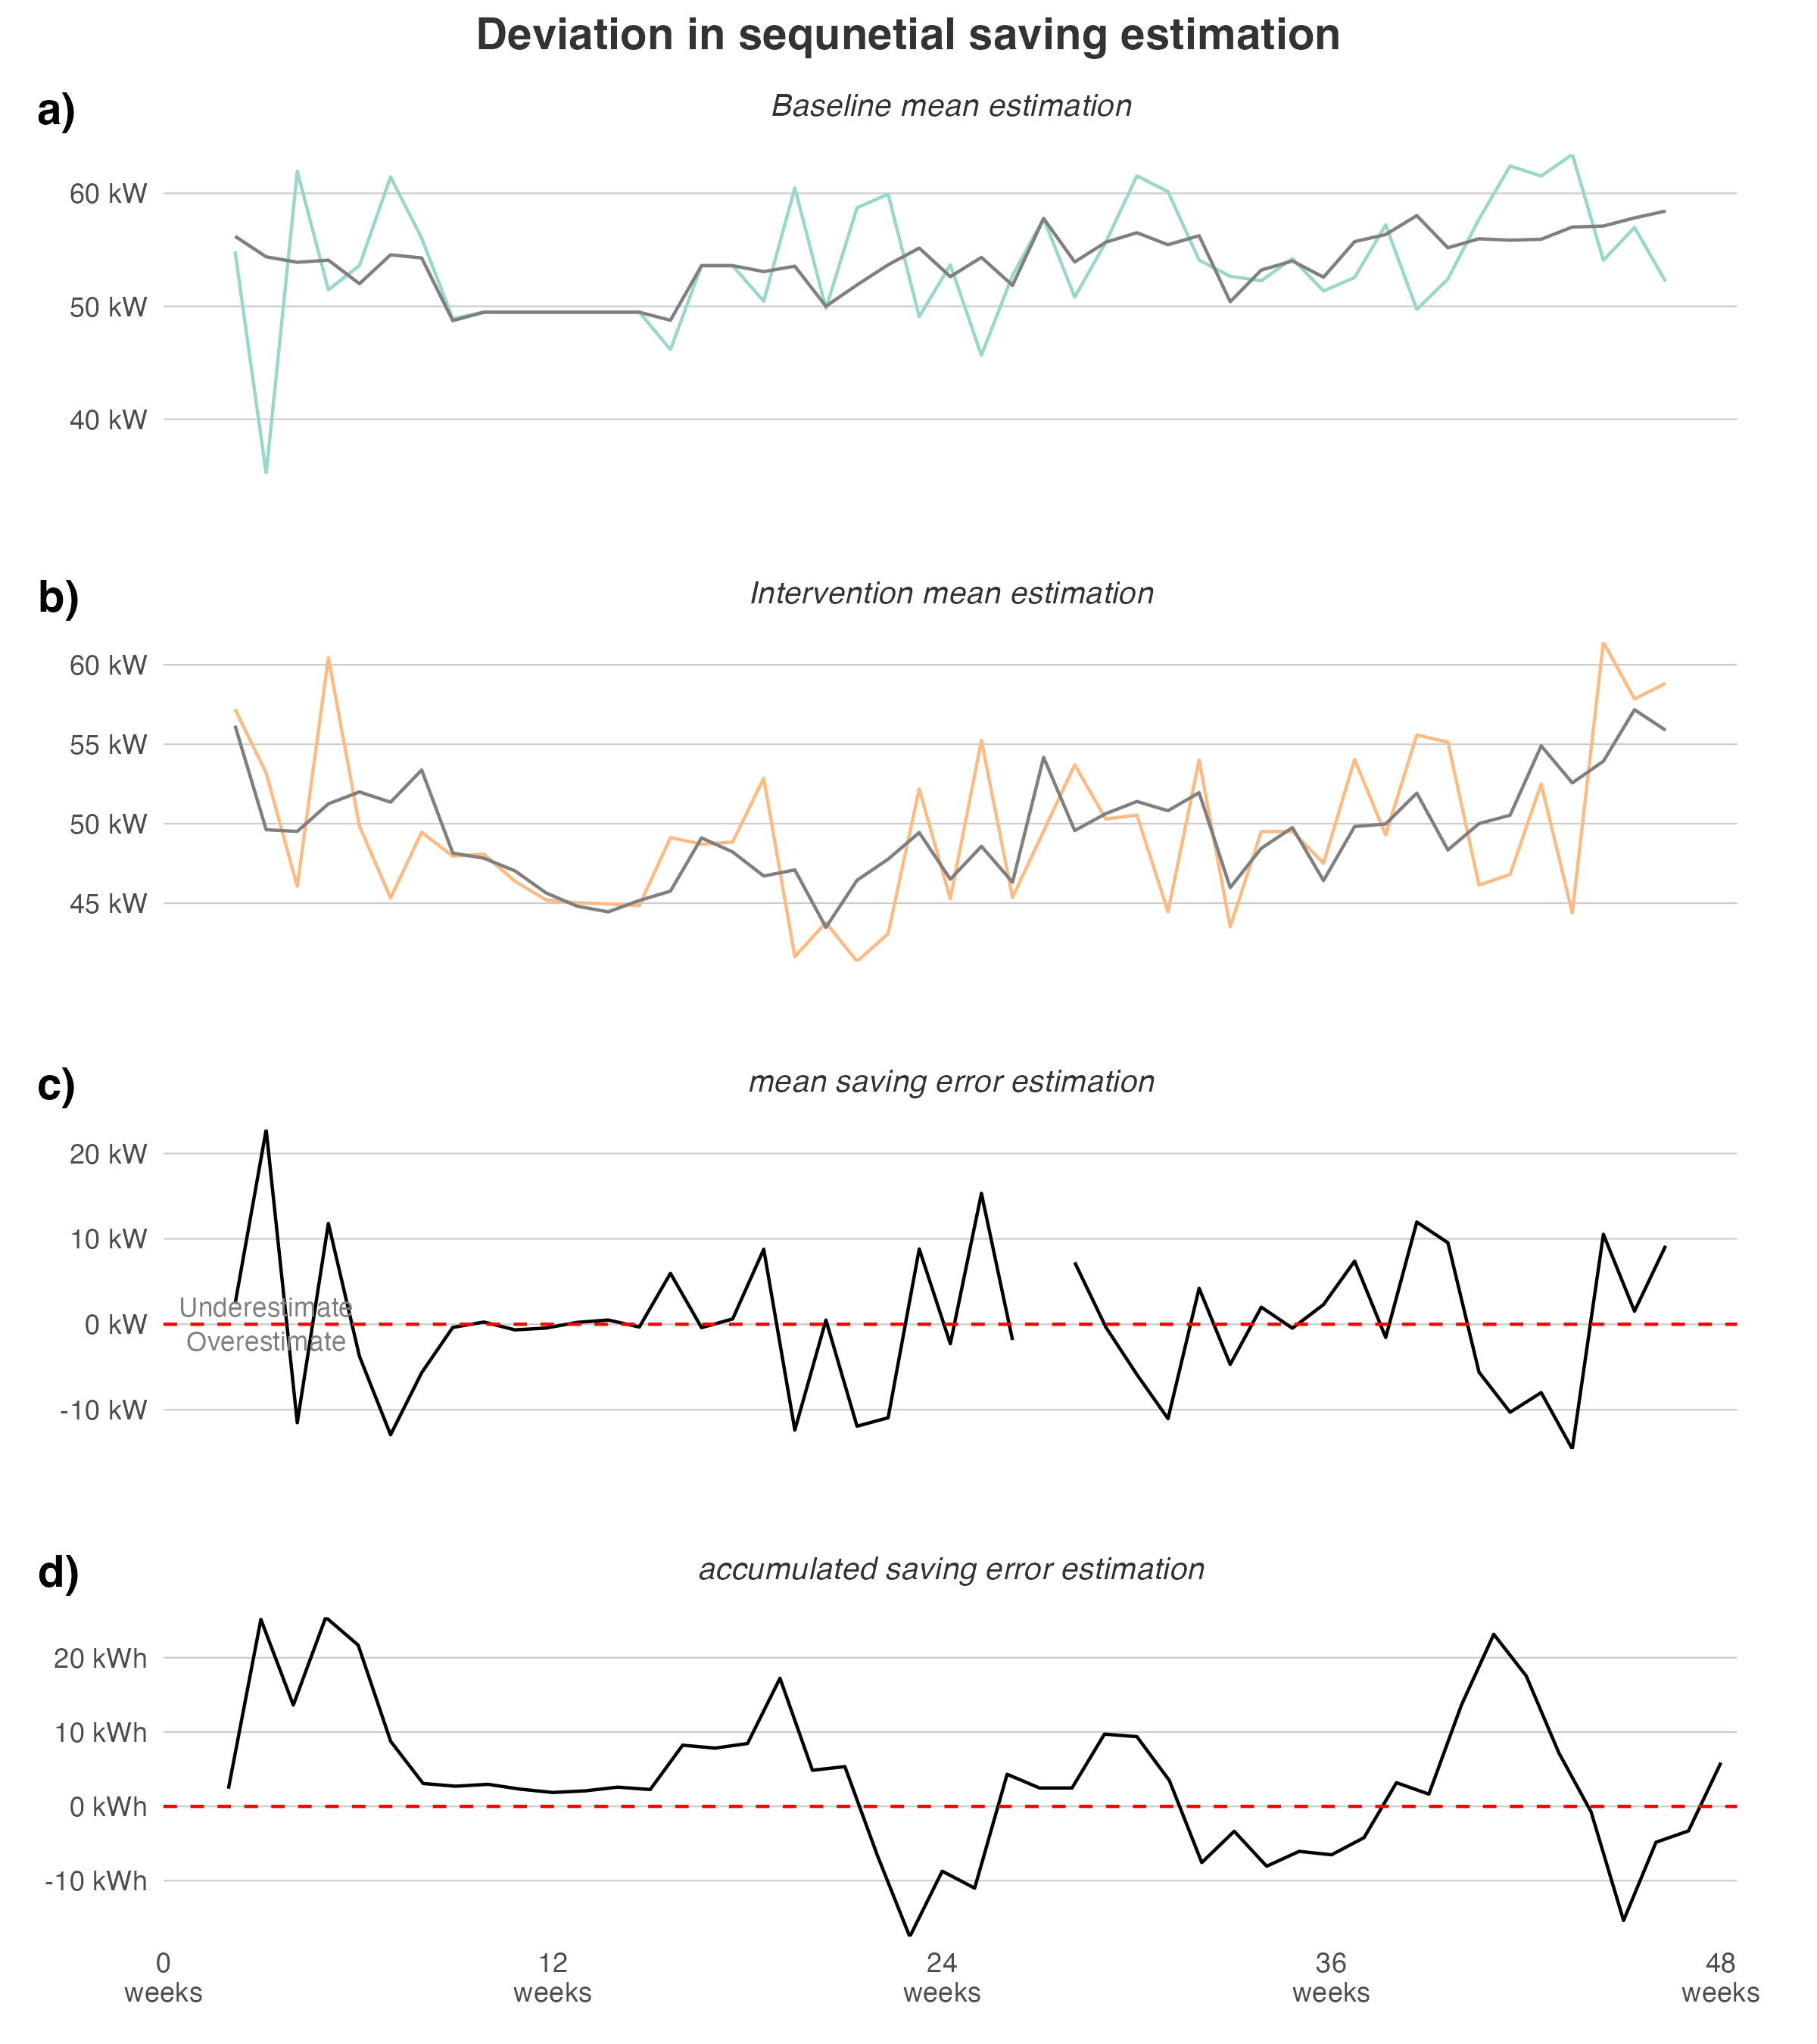 Deviation in sequnetial saving estimation
a)
Baseline mean estimation
60 kW
50 kW
40 kW
b)
Intervention mean estimation
60 kW
55 kW
50 kW
45 kW
c)
mean saving error estimation
20 kW
10 kW
Underestimate
0 kW
Overestimate
-10 kW
d)
accumulated saving error estimation
20 kWh
10 kWh
0 kWh
-10 kWh
0 12 24 36 48
weeks weeks weeks weeks weeks